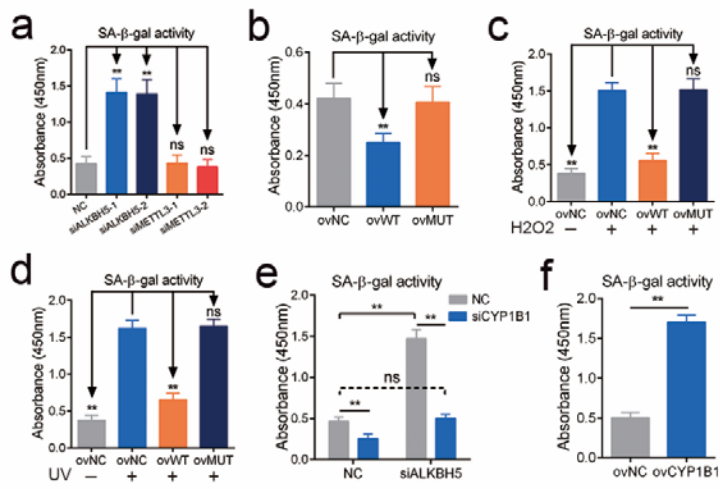 a
SA-β-gal activity
Absorbance (450nm)
2.0
1.5
1.0
0.5
0.0
**
**
ns
ns
NC
siALKBH5-1
siALKBH5-2
siMETTL3-1
siMETTL3-2
b
SA-β-gal activity
Absorbance (450nm)
0.6
0.4
0.2
0.0
**
ns
ovNC
ovWT
ovMUT
c
SA-β-gal activity
Absorbance (450nm)
2.0
1.5
1.0
0.5
0.0
**
**
ns
ovNC ovNC ovWT ovMUT
H2O2 − + + +
d
SA-β-gal activity
Absorbance (450nm)
2.0
1.5
1.0
0.5
0.0
**
**
ns
ovNC ovNC ovWT ovMUT
UV − + + +
e
SA-β-gal activity
NC
siCYP1B1
Absorbance (450nm)
2.0
1.5
1.0
0.5
0.0
**
**
ns
**
NC
siALKBH5
f
SA-β-gal activity
Absorbance (450nm)
2.0
1.5
1.0
0.5
0.0
**
ovNC ovCYP1B1